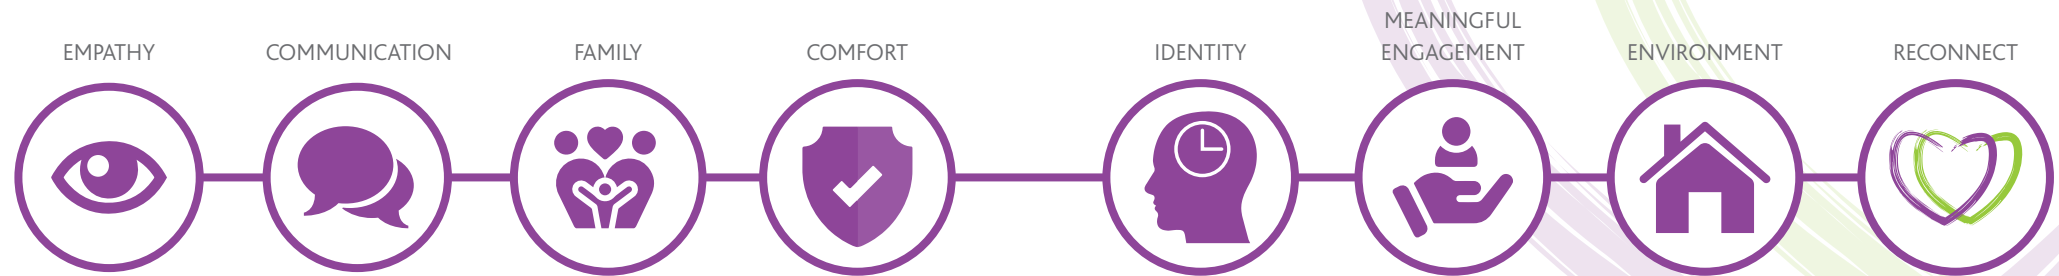 EMPATHY
COMMUNICATION
FAMILY
COMFORT
IDENTITY
MEANINGFUL
ENGAGEMENT
ENVIRONMENT
RECONNECT